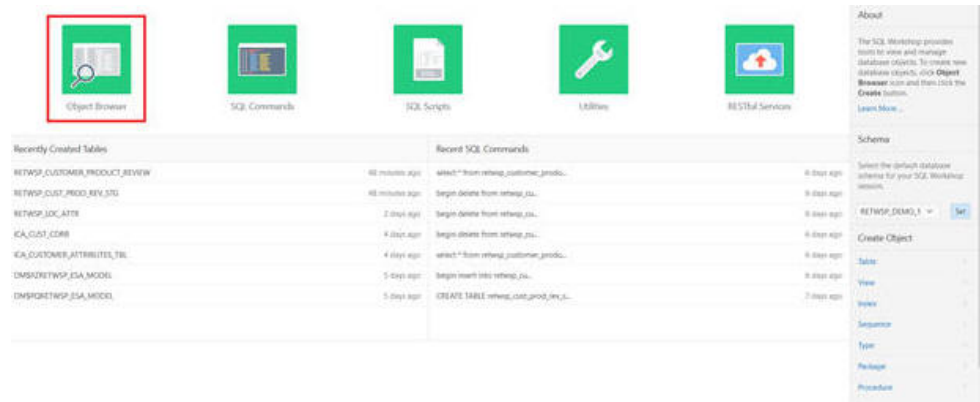 Object Browser
SQL Commands
SQL Scripts
Utilities
RESTful Services
Recently Created Tables
RETWSP_CUSTOMER_PRODUCT_REVIEW 48 minutes ago
RETWSP_CUST_PROD_REV_STG 48 minutes ago
RETWSP_LOC_ATTR 2 days ago
ICA_CUST_CORR 4 days ago
ICA_CUSTOMER_ATTRIBUTES_TBL 4 days ago
DM$PZRETWSP_ESA_MODEL 5 days ago
DM$PQRETWSP_ESA_MODEL 5 days ago
Recent SQL Commands
select * from retwsp_customer_produ... 6 days ago
begin delete from retwsp_cu... 6 days ago
begin delete from retwsp_cu... 6 days ago
begin delete from retwsp_cu... 6 days ago
select * from retwsp_customer_produ... 6 days ago
begin insert into retwsp_cu... 6 days ago
CREATE TABLE retwsp_cust_prod_rev_s... 7 days ago
About
The SQL Workshop provides
tools to view and manage
database objects. To create new
database objects, click Object
Browser icon and then click the
Create button.
Learn More...
Schema
Select the default database
schema for your SQL Workshop
session.
RETWSP_DEMO_1 Set
Create Object
Table
View
Index
Sequence
Type
Package
Procedure